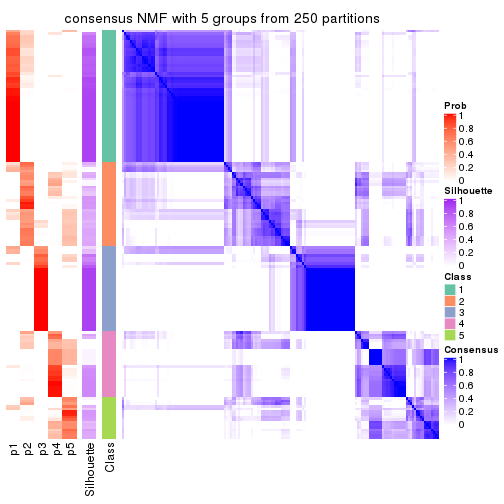 consensus NMF with 5 groups from 250 partitions
Prob
1
0.8
0.6
0.4
0.2
0
Silhouette
1
0.8
0.6
0.4
0.2
0
Class
1
2
3
4
5
Consensus
1
0.8
0.6
0.4
0.2
0
p1
p2
p3
p4
p5
Silhouette
Class